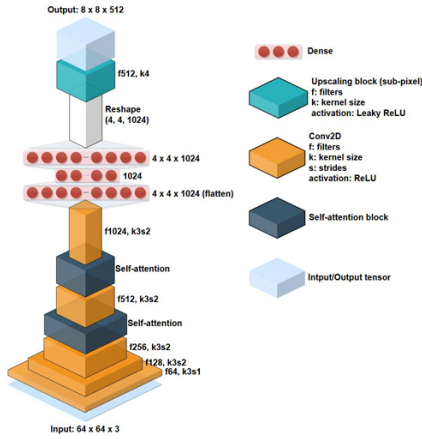 Output: 8 x 8 x 512
f512, k4
Reshape
(4, 4, 1024)
4 x 4 x 1024
1024
4 x 4 x 1024 (flatten)
f1024, k3s2
Self-attention
f512, k3s2
Self-attention
f256, k3s2
f128, k3s2
f64, k3s1
Input: 64 x 64 x 3
Dense
Upscaling block (sub-pixel)
f: filters
k: kernel size
activation: Leaky ReLU
Conv2D
f: filters
k: kernel size
s: strides
activation: ReLU
Self-attention block
Intput/Output tensor